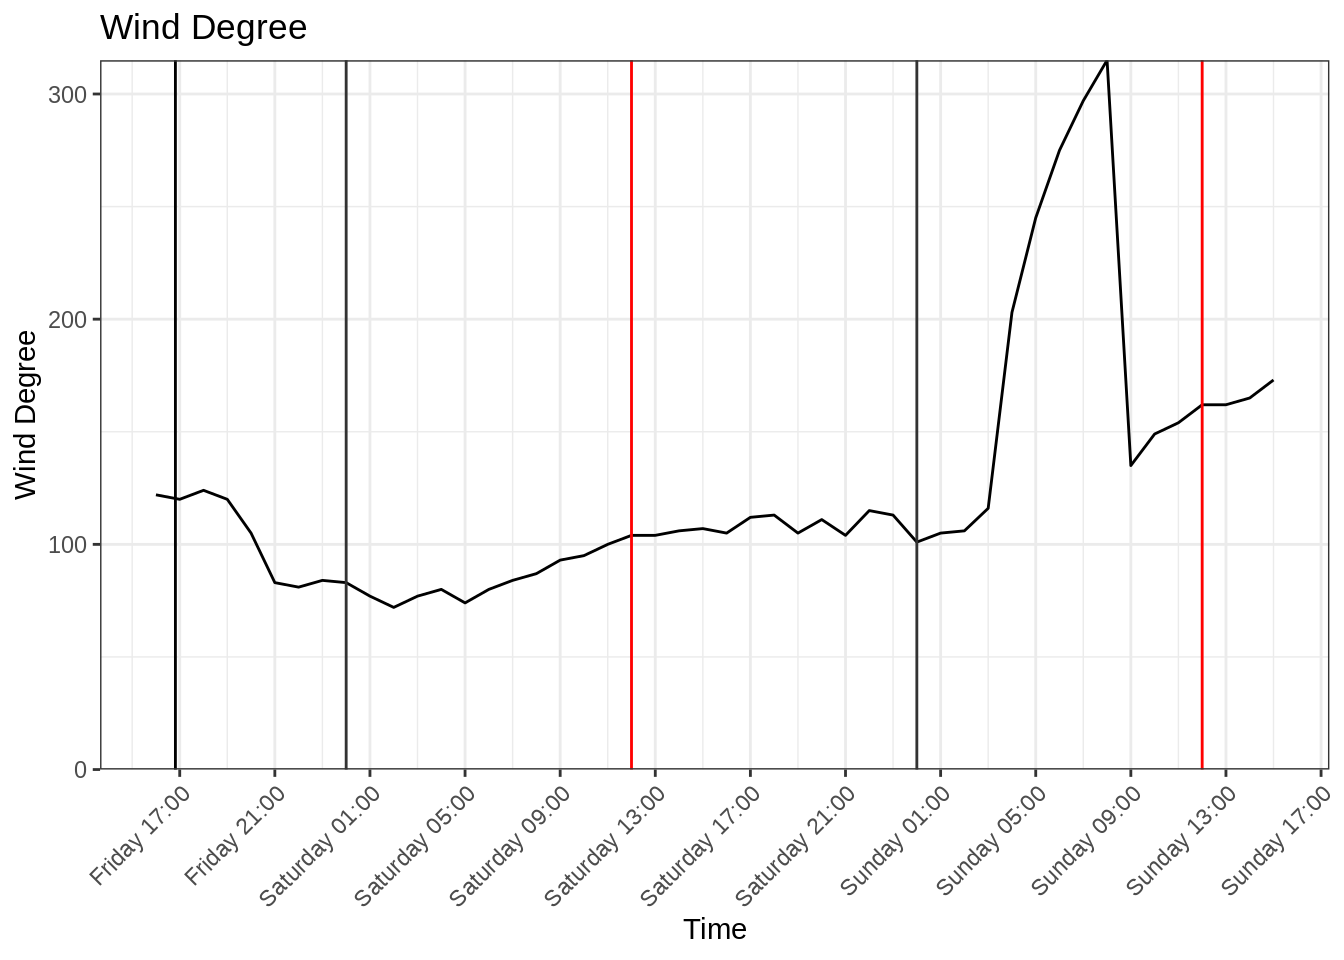 Wind Degree
Wind Degree
300
200
100
0
Friday 17:00
Friday 21:00
Saturday 01:00
Saturday 05:00
Saturday 09:00
Saturday 13:00
Saturday 17:00
Saturday 21:00
Sunday 01:00
Sunday 05:00
Sunday 09:00
Sunday 13:00
Sunday 17:00
Time